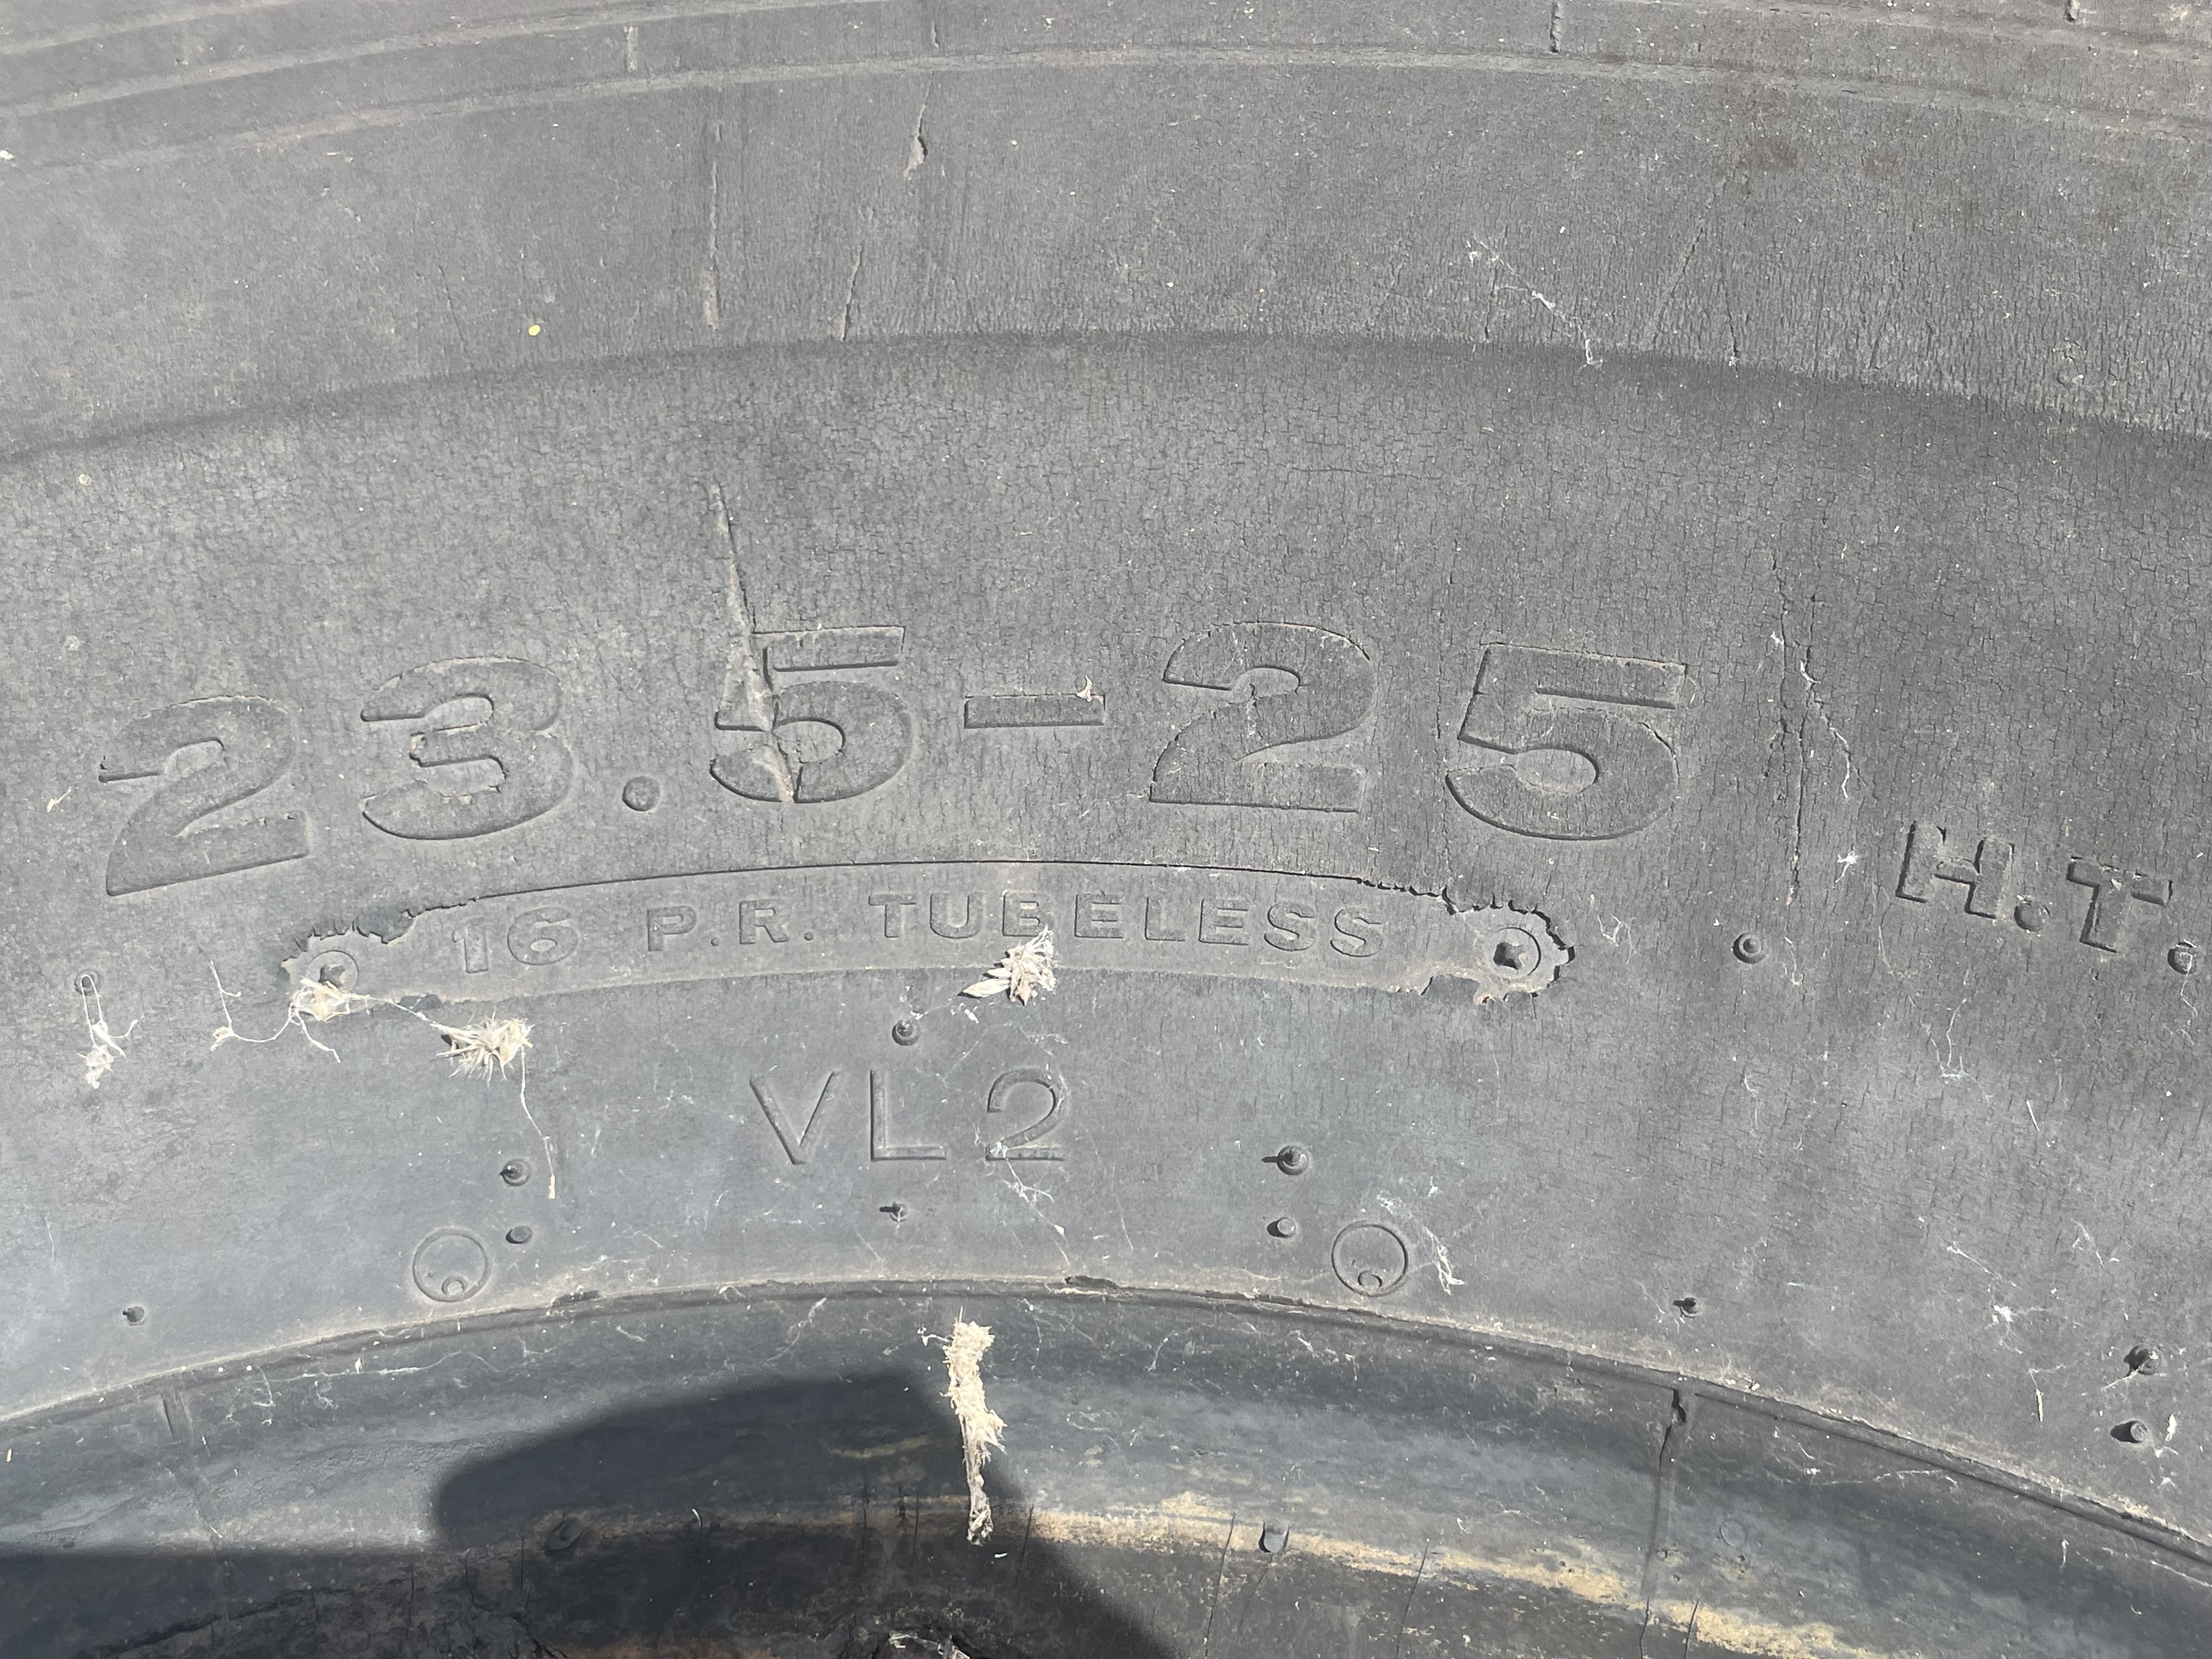 23.5-25 H.T.
16 P.R. TUBELESS
VL2